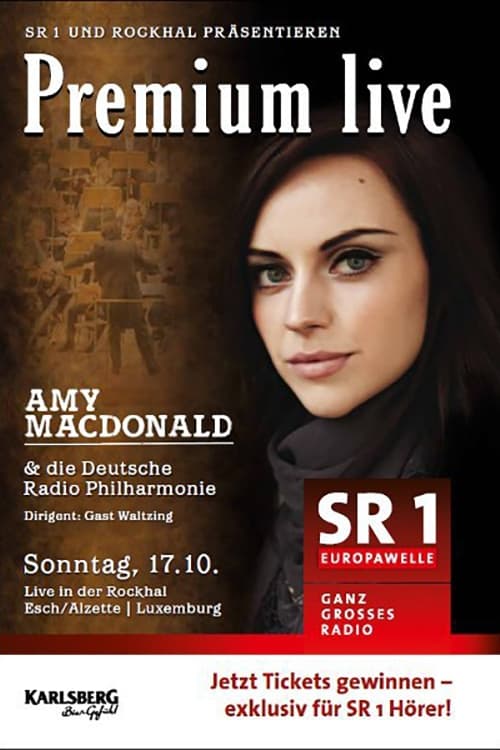 SR 1 UND ROCKHAL PRÄSENTIEREN
Premium live
AMY
MACDONALD
& die Deutsche
Radio Philharmonie
Dirigent: Gast Waltzing
Sonntag, 17.10.
Live in der Rockhal
Esch/Alzette | Luxemburg
SR 1
EUROPAWELLE
GANZ
GROSSES
RADIO
KARLSBERG
Bier Gefühl
Jetzt Tickets gewinnen –
exklusiv für SR 1 Hörer!